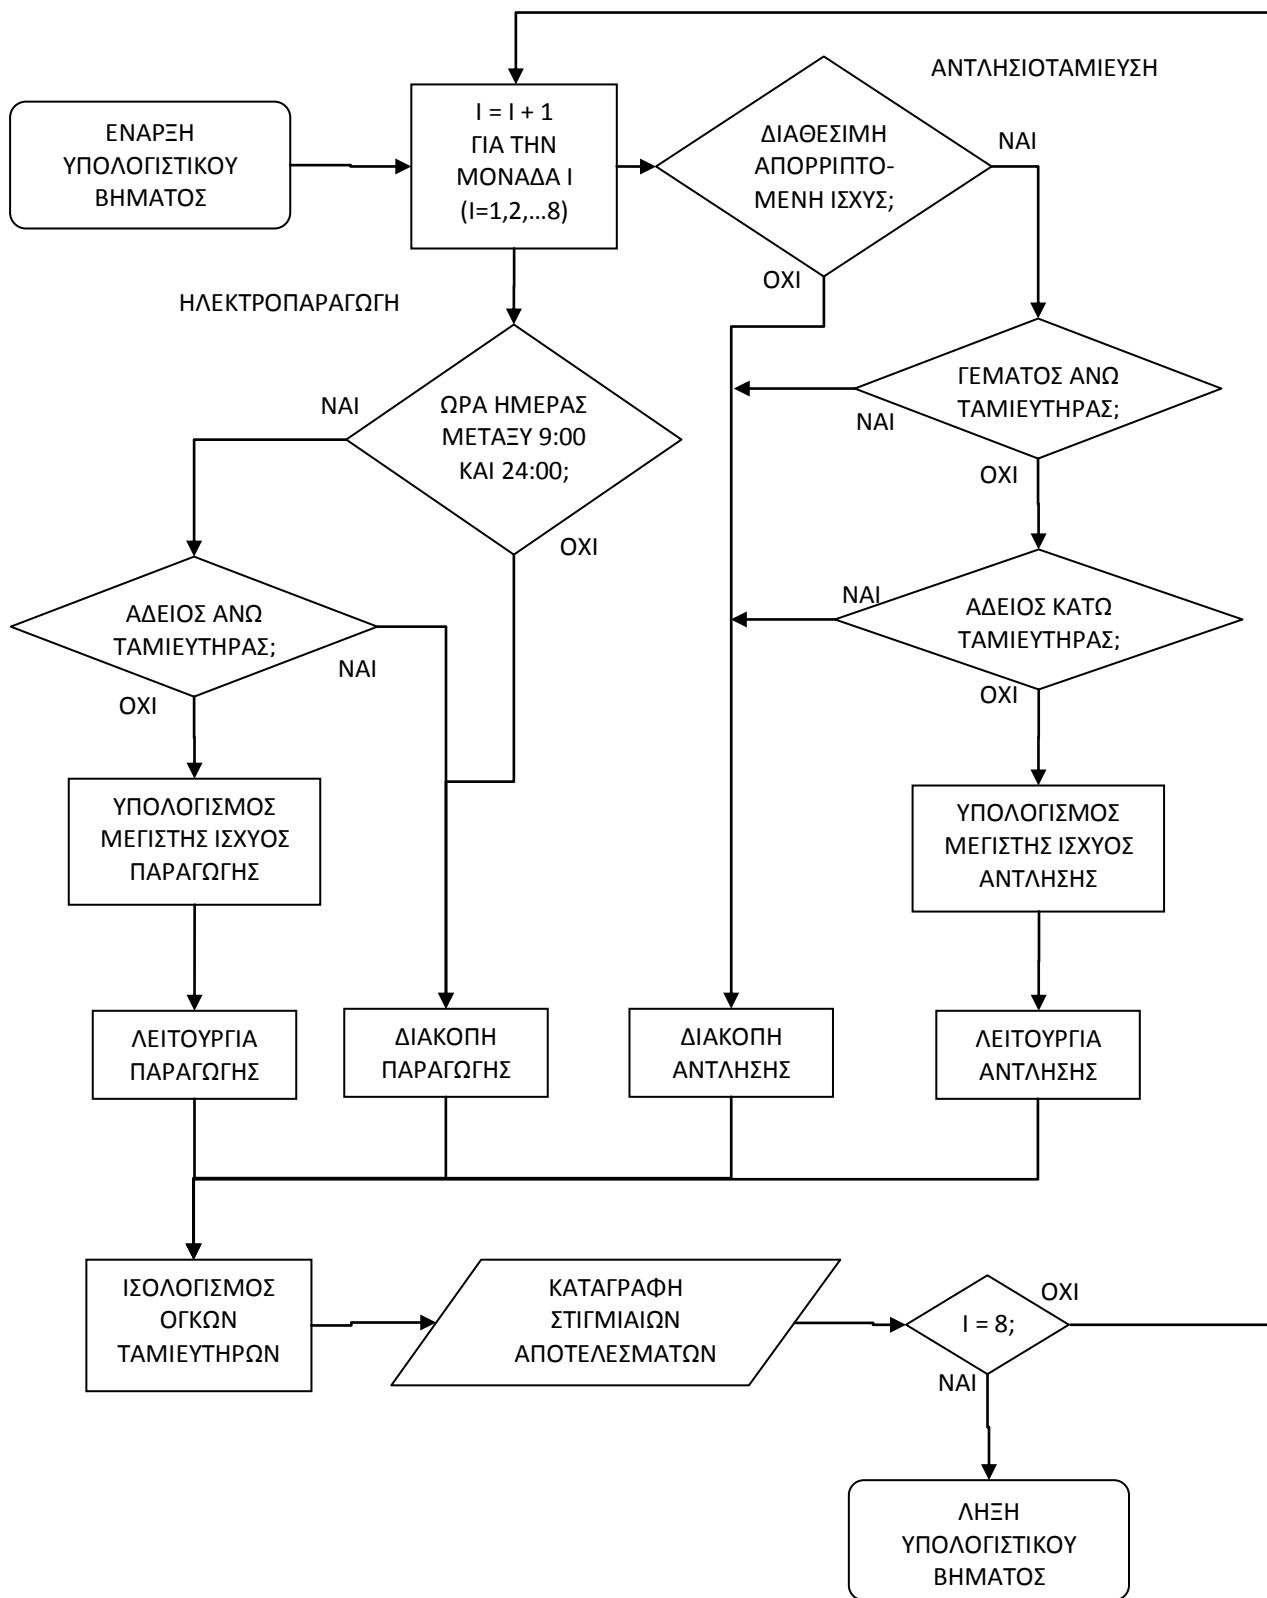 ΑΝΤΛΗΣΙΟΤΑΜΙΕΥΣΗ
ΕΝΑΡΞΗ
ΥΠΟΛΟΓΙΣΤΙΚΟΥ
ΒΗΜΑΤΟΣ
I = I + 1
ΓΙΑ ΤΗΝ
ΜΟΝΑΔΑ I
(I=1,2,...8)
ΔΙΑΘΕΣΙΜΗ
ΑΠΟΡΡΙΠΤΟ-
ΜΕΝΗ ΙΣΧΥΣ;
ΝΑΙ
ΟΧΙ
ΗΛΕΚΤΡΟΠΑΡΑΓΩΓΗ
ΩΡΑ ΗΜΕΡΑΣ
ΜΕΤΑΞΥ 9:00
ΚΑΙ 24:00;
ΝΑΙ
ΟΧΙ
ΓΕΜΑΤΟΣ ΑΝΩ
ΤΑΜΙΕΥΤΗΡΑΣ;
ΝΑΙ
ΟΧΙ
ΑΔΕΙΟΣ ΑΝΩ
ΤΑΜΙΕΥΤΗΡΑΣ;
ΝΑΙ
ΟΧΙ
ΑΔΕΙΟΣ ΚΑΤΩ
ΤΑΜΙΕΥΤΗΡΑΣ;
ΝΑΙ
ΟΧΙ
ΥΠΟΛΟΓΙΣΜΟΣ
ΜΕΓΙΣΤΗΣ ΙΣΧΥΟΣ
ΠΑΡΑΓΩΓΗΣ
ΥΠΟΛΟΓΙΣΜΟΣ
ΜΕΓΙΣΤΗΣ ΙΣΧΥΟΣ
ΑΝΤΛΗΣΗΣ
ΛΕΙΤΟΥΡΓΙΑ
ΠΑΡΑΓΩΓΗΣ
ΔΙΑΚΟΠΗ
ΠΑΡΑΓΩΓΗΣ
ΔΙΑΚΟΠΗ
ΑΝΤΛΗΣΗΣ
ΛΕΙΤΟΥΡΓΙΑ
ΑΝΤΛΗΣΗΣ
ΙΣΟΛΟΓΙΣΜΟΣ
ΟΓΚΩΝ
ΤΑΜΙΕΥΤΗΡΩΝ
ΚΑΤΑΓΡΑΦΗ
ΣΤΙΓΜΙΑΙΩΝ
ΑΠΟΤΕΛΕΣΜΑΤΩΝ
I = 8;
ΟΧΙ
ΝΑΙ
ΛΗΞΗ
ΥΠΟΛΟΓΙΣΤΙΚΟΥ
ΒΗΜΑΤΟΣ